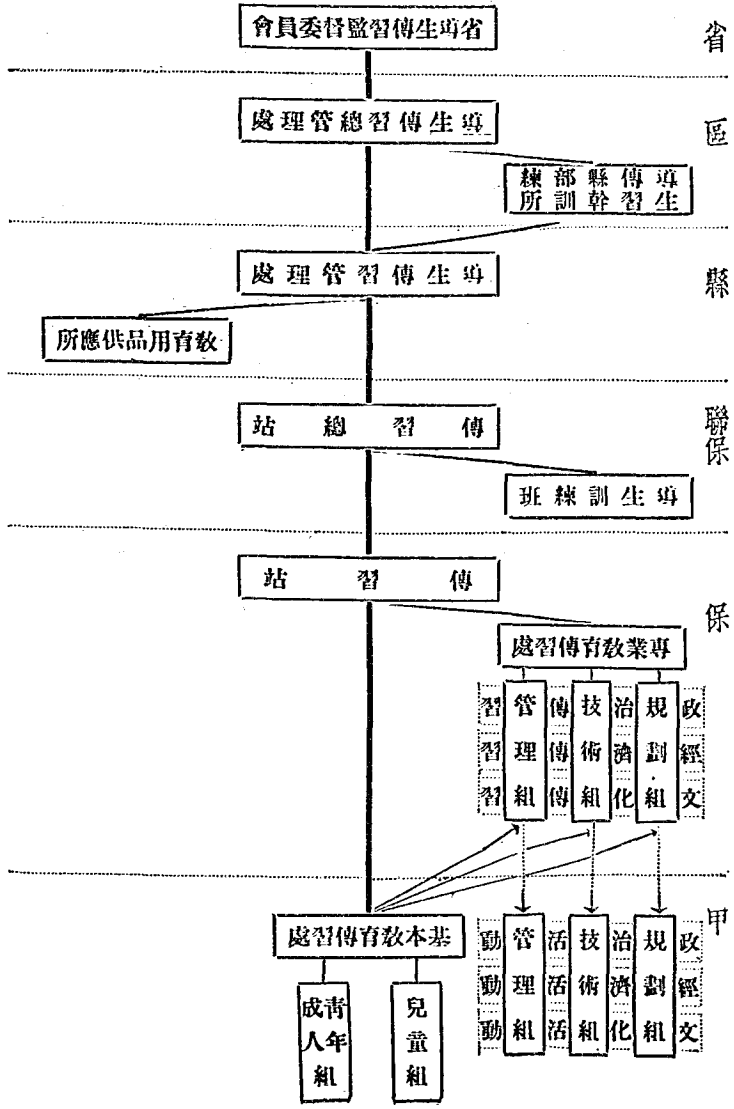 省
省導生傳習監督委員會
區
導生傳習總管理處
導生傳習縣幹部訓練所
縣
導生傳習管理處
教育用品供應所
聯保
傳習總站
導生訓練班
保
傳習站
專業教育傳習處
政治傳習
經濟傳習
文化傳習
規劃組
技術組
管理組
甲
基本教育傳習處
兒童組
青年成人組
政治活動
經濟活動
文化活動
規劃組
技術組
管理組